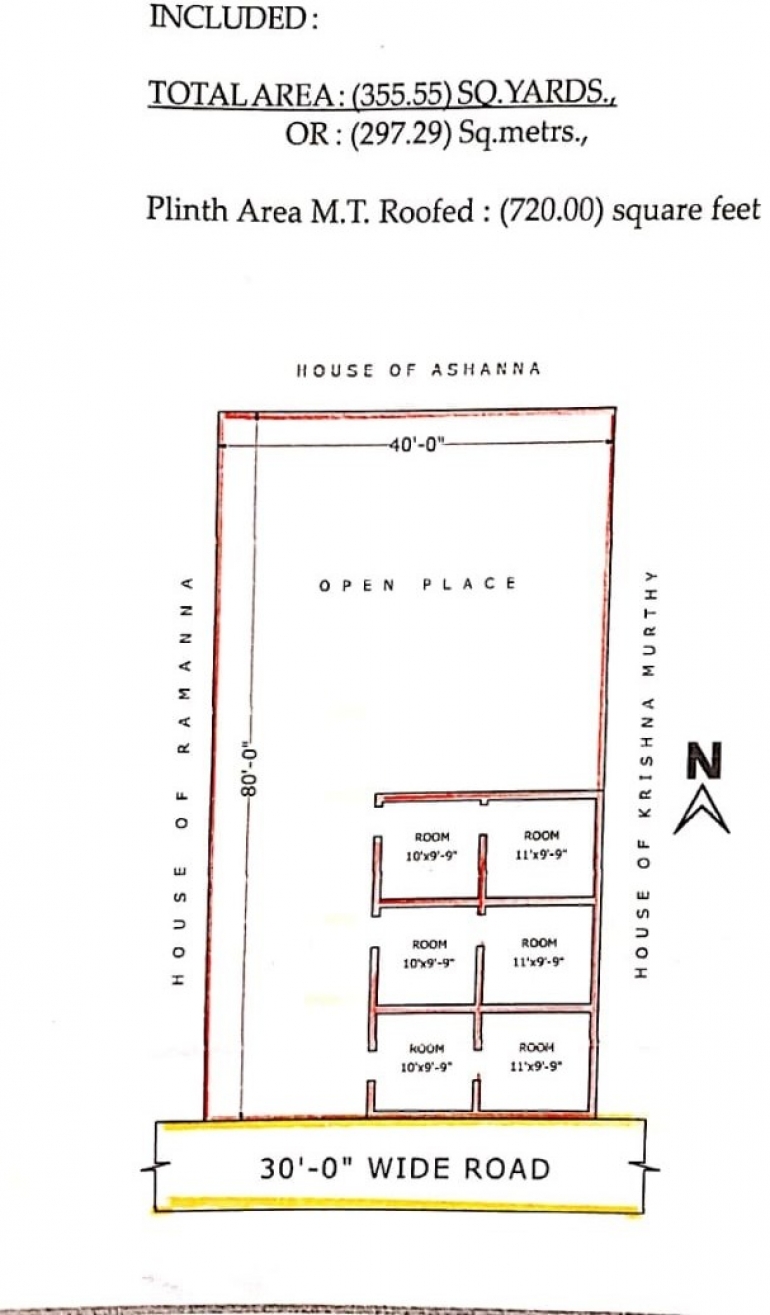 INCLUDED :
TOTAL AREA : (355.55) SQ.YARDS.,
OR : (297.29) Sq.metrs.,
Plinth Area M.T. Roofed : (720.00) square feet
HOUSE OF ASHANNA
40'-0"
OPEN PLACE
HOUSE OF RAMANNA
80'-0"
HOUSE OF KRISHNA MURTHY
N
ROOM
10'x9'-9"
ROOM
11'x9'-9"
ROOM
10'x9'-9"
ROOM
11'x9'-9"
ROOM
10'x9'-9"
ROOM
11'x9'-9"
30'-0" WIDE ROAD